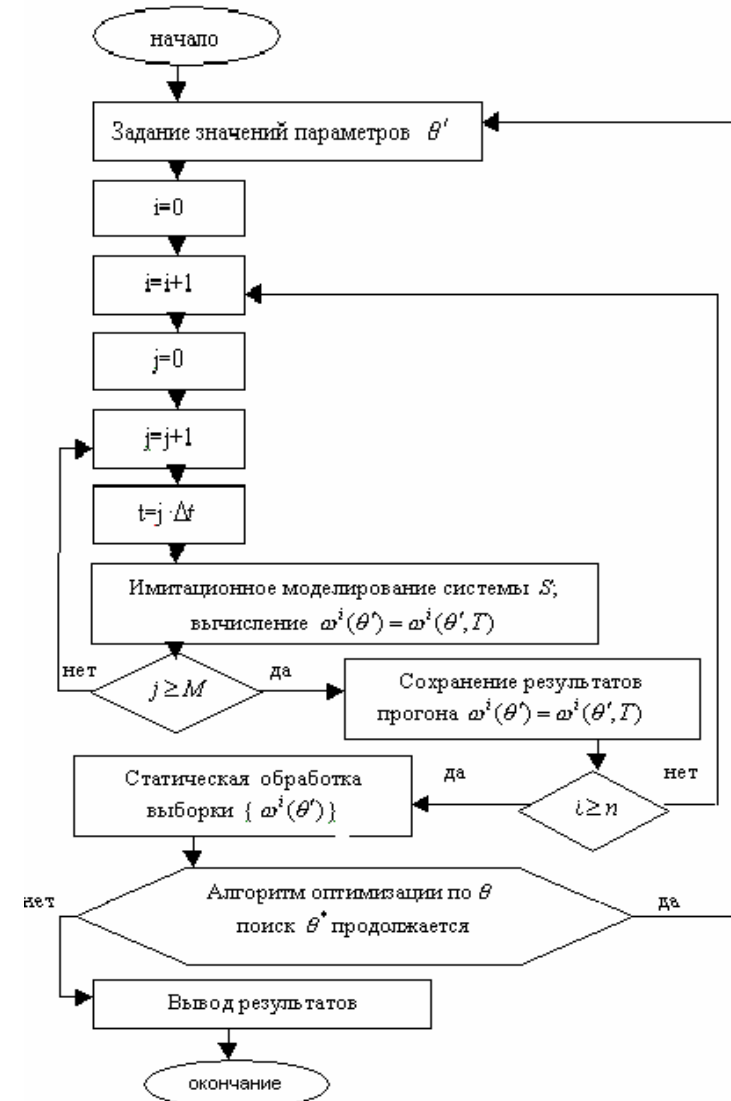 начало
Задание значений параметров θ′
i=0
i=i+1
j=0
j=j+1
t=j·Δt
Имитационное моделирование системы S;
вычисление ω^i(θ′) = ω^i(θ′,T)
нет
j ≥ M
да
Сохранение результатов
прогона ω^i(θ′) = ω^i(θ′,T)
Статическая обработка
выборки { ω^i(θ′) }
да
i ≥ n
нет
нет
Алгоритм оптимизации по θ
поиск θ* продолжается
да
Вывод результатов
окончание